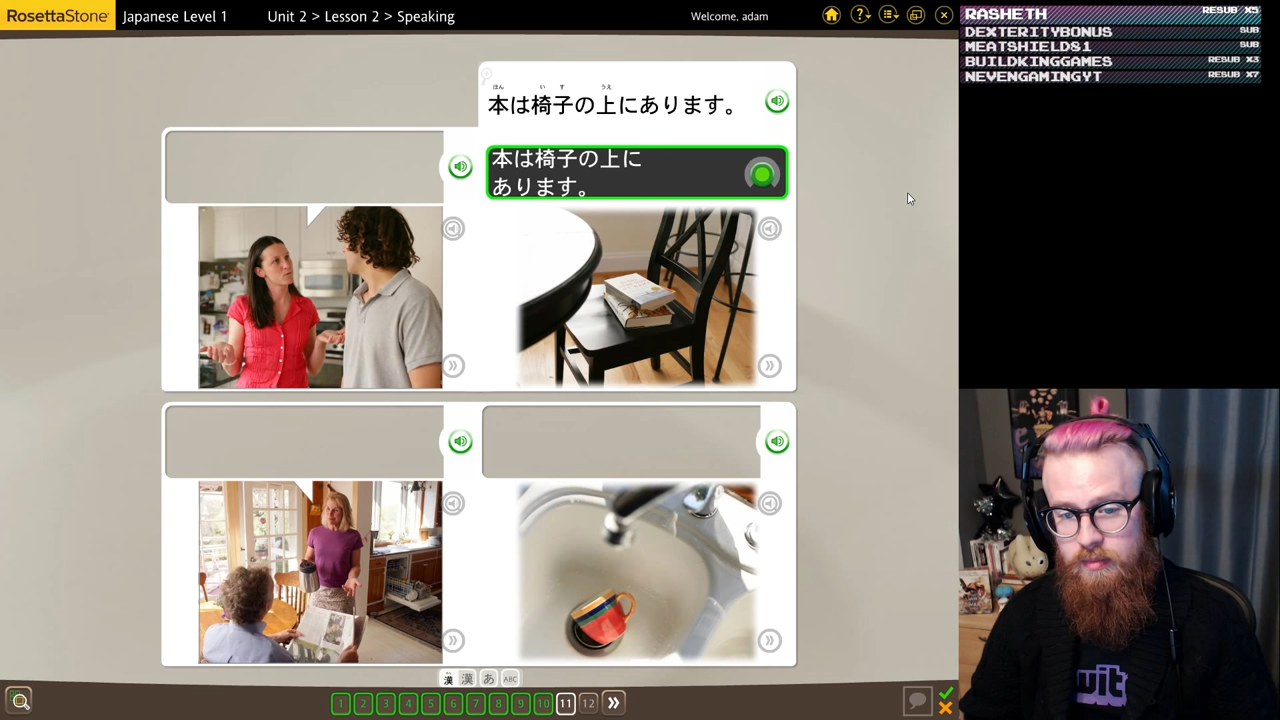 RosettaStone
Japanese Level 1
Unit 2 > Lesson 2 > Speaking
Welcome, adam
RASHETH RESUB X5
DEXTERITYBONUS SUB
MEATSHIELD81 SUB
BUILDKINGGAMES RESUB X3
NEVENGAMINGYT RESUB X7
ほん い す うえ
本は椅子の上にあります。
本は椅子の上に
あります。
漢 漢 あ ABC
1 2 3 4 5 6 7 8 9 10 11 12
wit